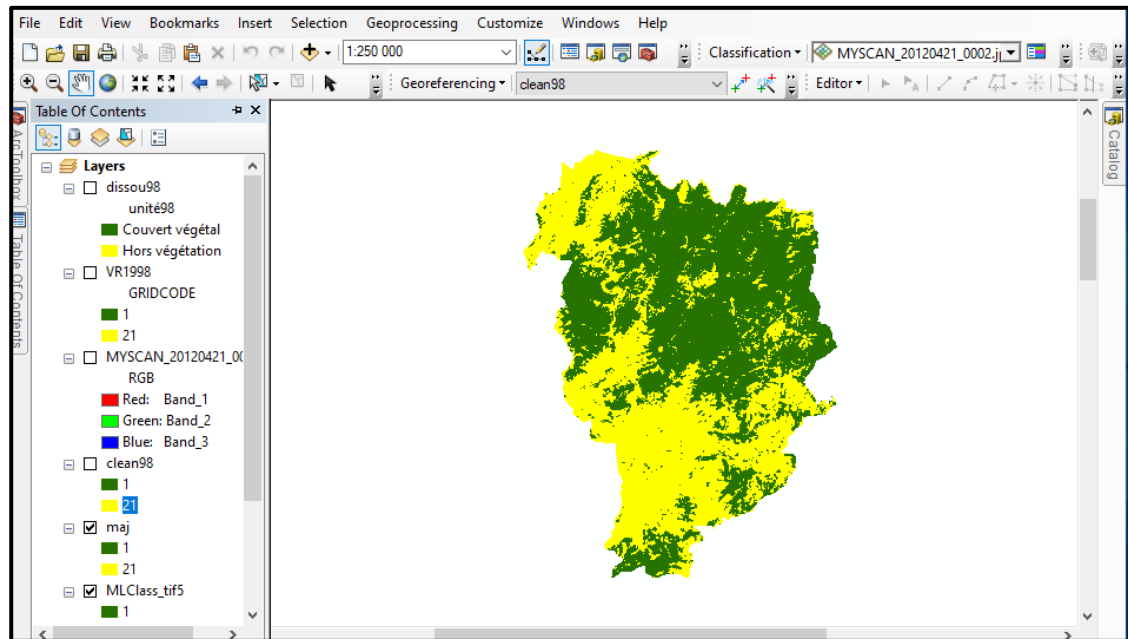 File Edit View Bookmarks Insert Selection Geoprocessing Customize Windows Help
1:250 000 Classification MYSCAN_20120421_0002.j
Georeferencing clean98 Editor
Table Of Contents
ArcToolbox
Table Of Contents
Catalog
Layers
dissou98
unité98
Couvert végétal
Hors végétation
VR1998
GRIDCODE
1
21
MYSCAN_20120421_0(
RGB
Red: Band_1
Green: Band_2
Blue: Band_3
clean98
1
21
maj
1
21
MLClass_tif5
1